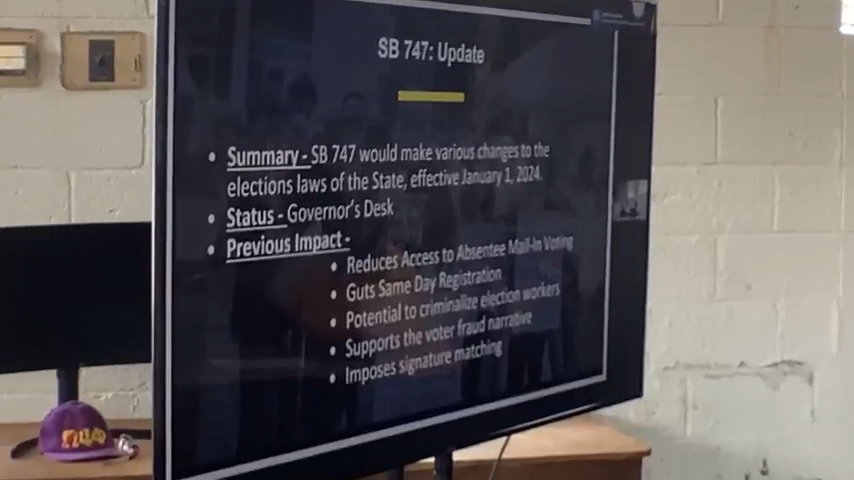 SB 747: Update
• Summary - SB 747 would make various changes to the
elections laws of the State, effective January 1, 2024.
• Status - Governor's Desk
• Previous Impact -
• Reduces Access to Absentee Mail-In Voting
• Guts Same Day Registration
• Potential to criminalize election workers
• Supports the voter fraud narrative
• Imposes signature matching